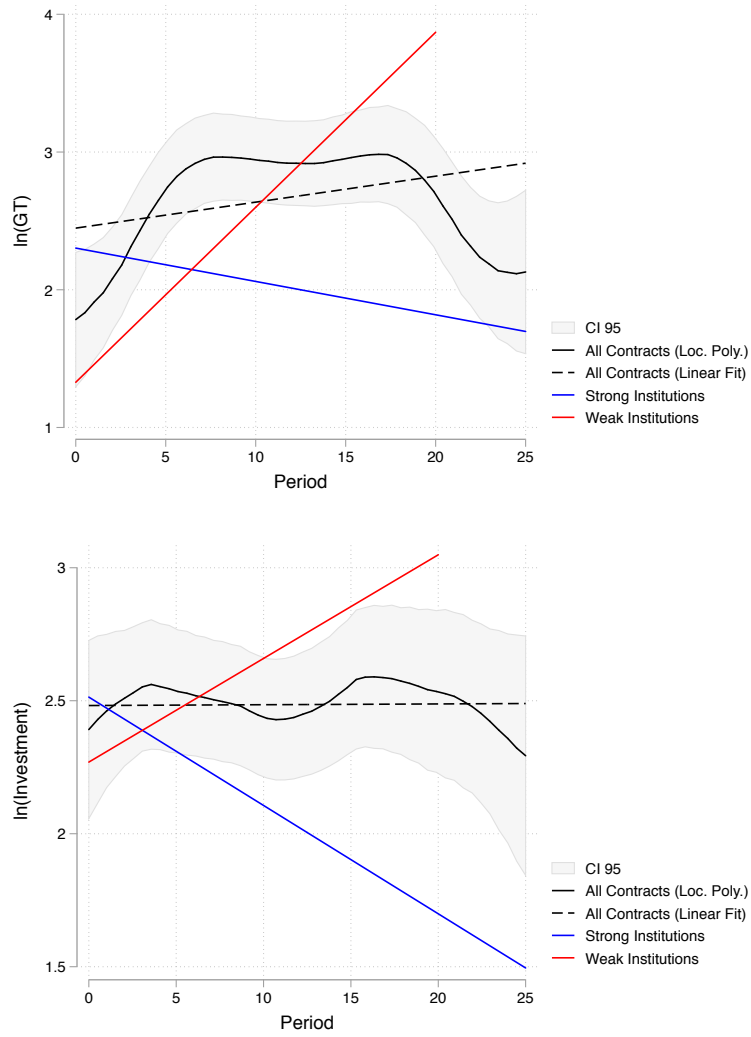 4
3
2
1
ln(GT)
0
5
10
15
20
25
Period
CI 95
All Contracts (Loc. Poly.)
All Contracts (Linear Fit)
Strong Institutions
Weak Institutions
3
2.5
2
1.5
ln(Investment)
0
5
10
15
20
25
Period
CI 95
All Contracts (Loc. Poly.)
All Contracts (Linear Fit)
Strong Institutions
Weak Institutions